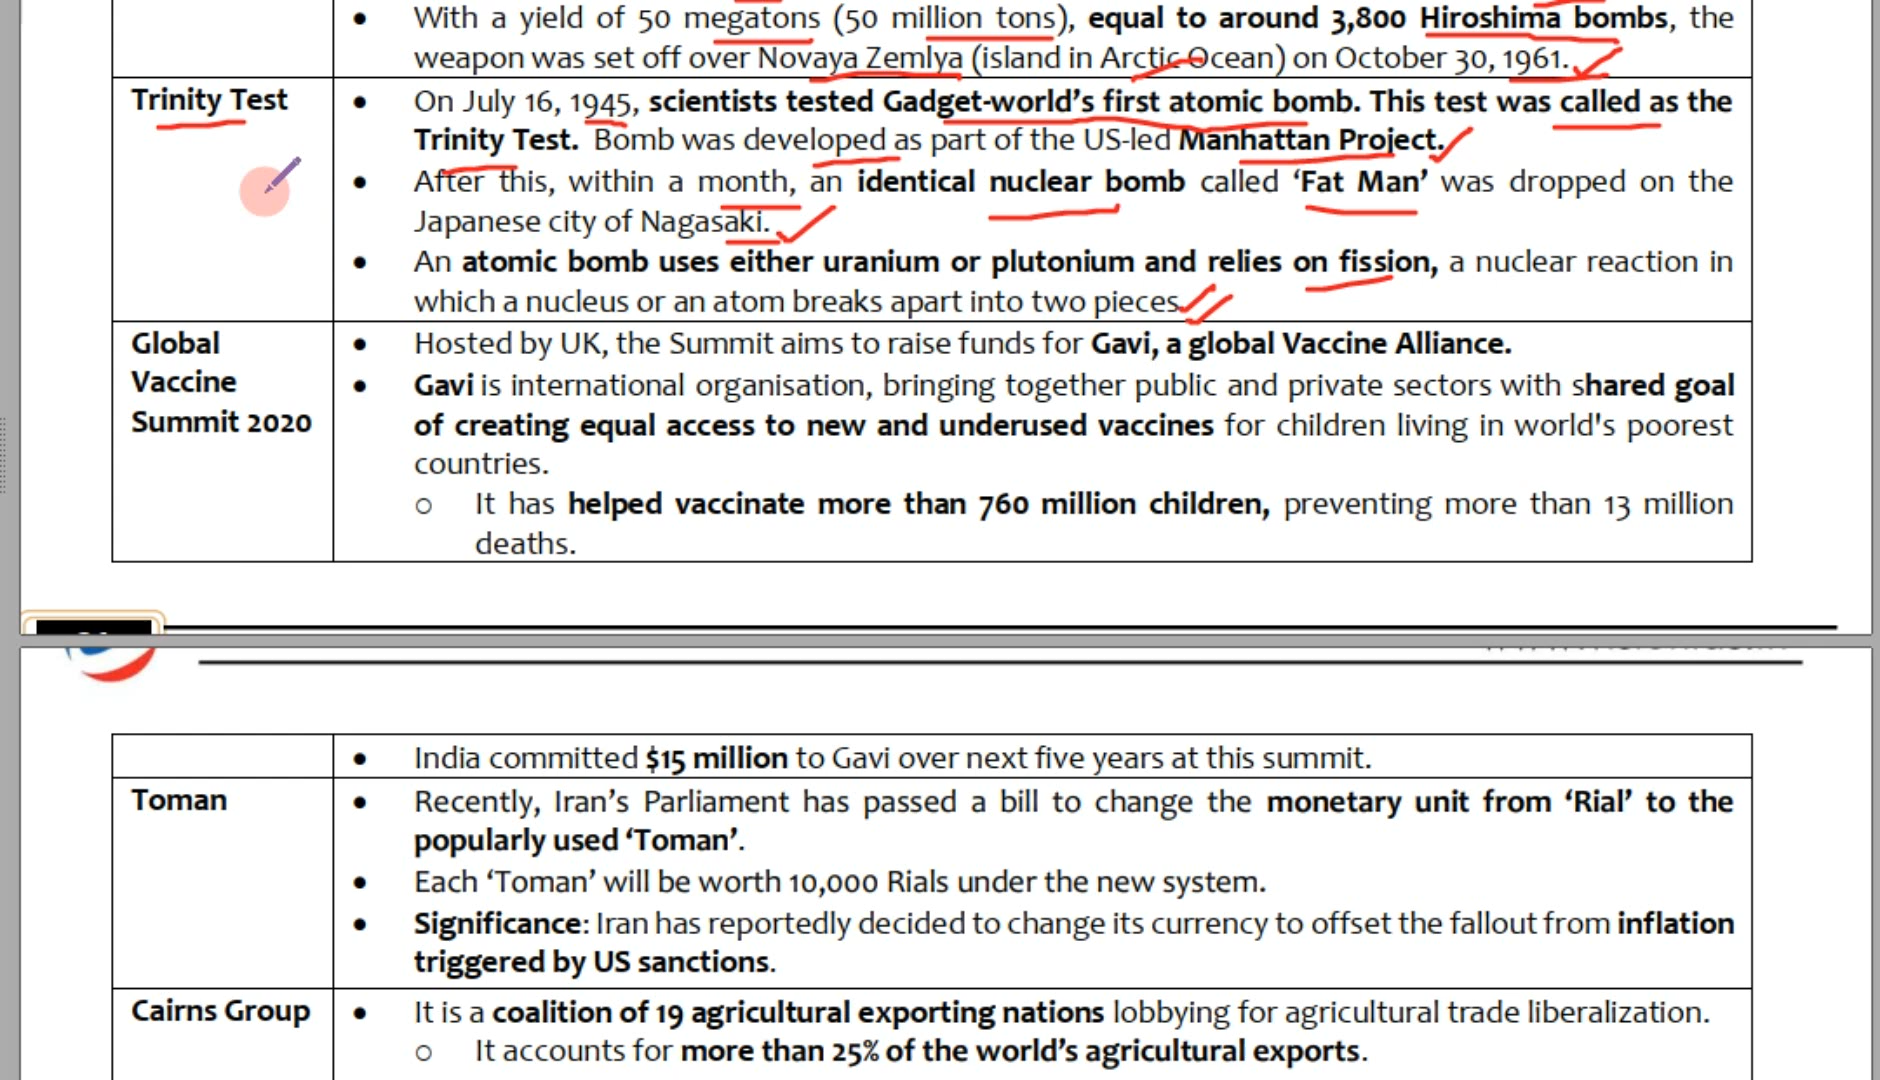 • With a yield of 50 megatons (50 million tons), equal to around 3,800 Hiroshima bombs, the
weapon was set off over Novaya Zemlya (island in Arctic Ocean) on October 30, 1961.
Trinity Test
• On July 16, 1945, scientists tested Gadget-world's first atomic bomb. This test was called as the
Trinity Test. Bomb was developed as part of the US-led Manhattan Project.
• After this, within a month, an identical nuclear bomb called ‘Fat Man’ was dropped on the
Japanese city of Nagasaki.
• An atomic bomb uses either uranium or plutonium and relies on fission, a nuclear reaction in
which a nucleus or an atom breaks apart into two pieces.
Global
Vaccine
Summit 2020
• Hosted by UK, the Summit aims to raise funds for Gavi, a global Vaccine Alliance.
• Gavi is international organisation, bringing together public and private sectors with shared goal
of creating equal access to new and underused vaccines for children living in world's poorest
countries.
o It has helped vaccinate more than 760 million children, preventing more than 13 million
deaths.
• India committed $15 million to Gavi over next five years at this summit.
Toman
• Recently, Iran’s Parliament has passed a bill to change the monetary unit from ‘Rial’ to the
popularly used ‘Toman’.
• Each ‘Toman’ will be worth 10,000 Rials under the new system.
• Significance: Iran has reportedly decided to change its currency to offset the fallout from inflation
triggered by US sanctions.
Cairns Group
• It is a coalition of 19 agricultural exporting nations lobbying for agricultural trade liberalization.
o It accounts for more than 25% of the world’s agricultural exports.